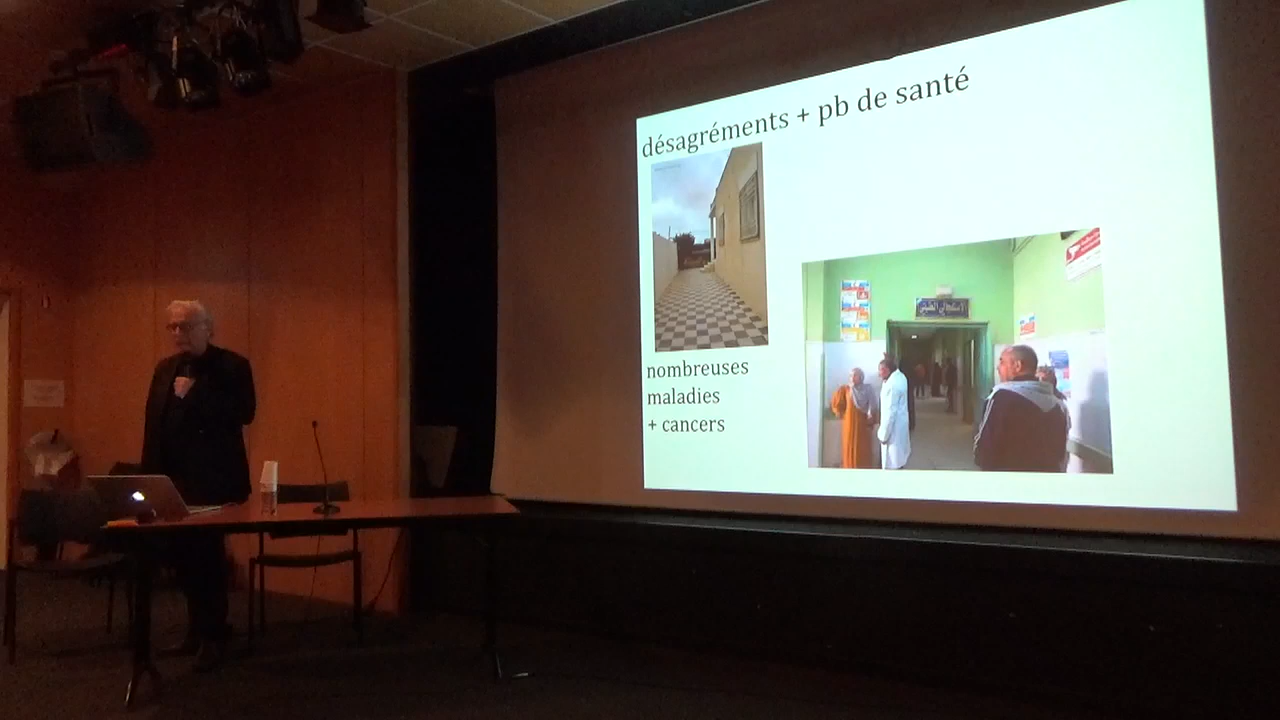 désagréments + pb de santé
nombreuses
maladies
+ cancers